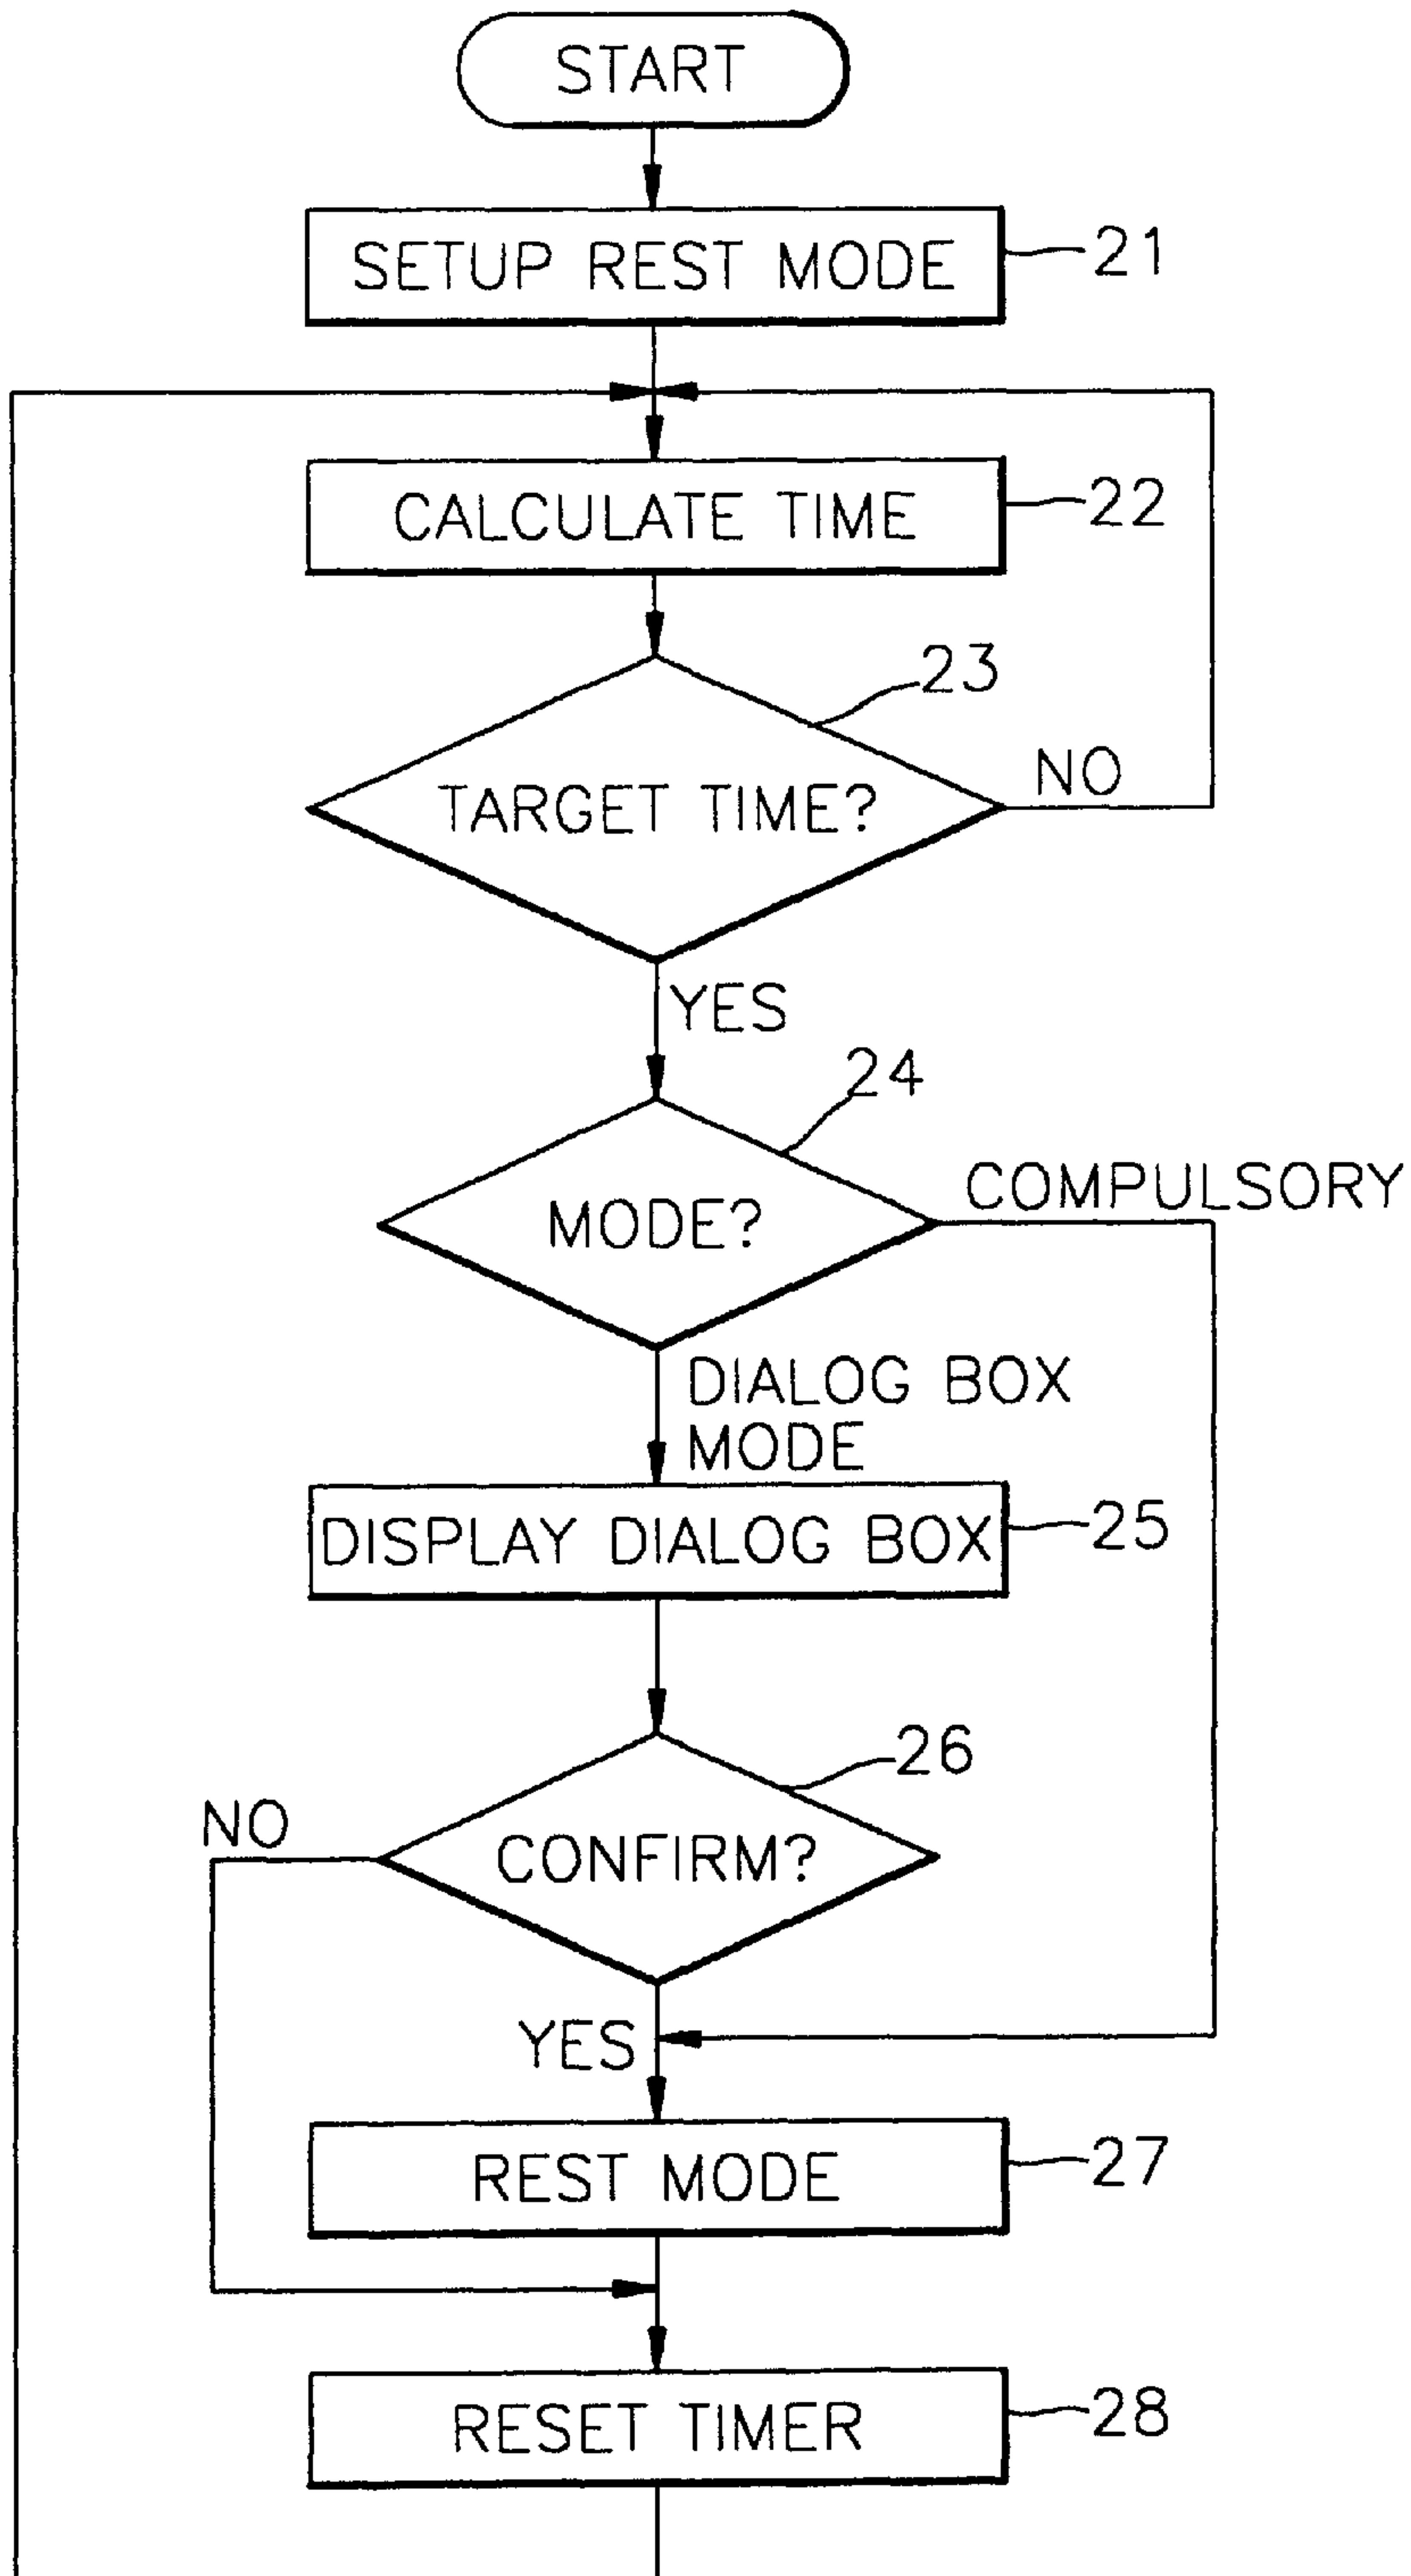 START
SETUP REST MODE
21
CALCULATE TIME
22
23
TARGET TIME?
NO
YES
24
MODE?
COMPULSORY
DIALOG BOX
MODE
DISPLAY DIALOG BOX
25
26
NO
CONFIRM?
YES
REST MODE
27
RESET TIMER
28